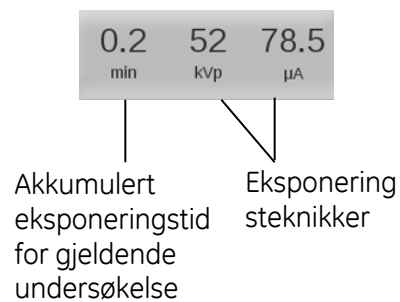 0.2 52 78.5
min kVp µA
Akkumulert
eksponeringstid
for gjeldende
undersøkelse
Eksponering
steknikker